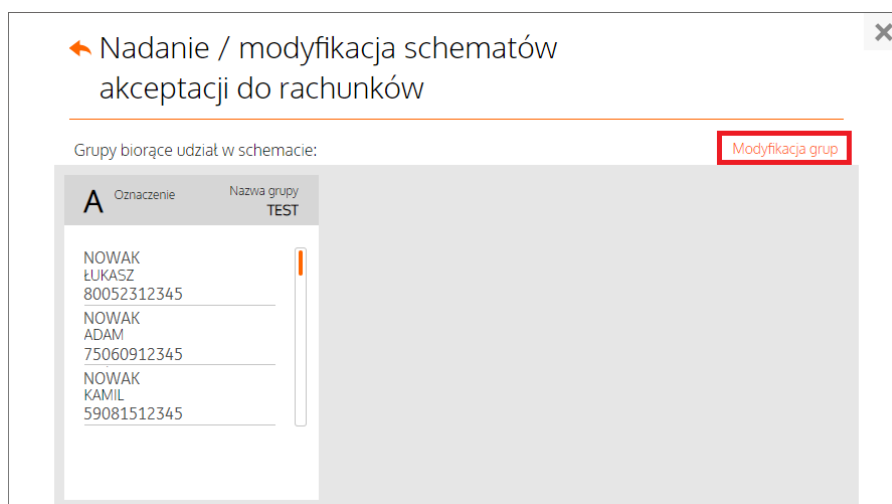 Nadanie / modyfikacja schematów
akceptacji do rachunków
Grupy biorące udział w schemacie:
Modyfikacja grup
A Oznaczenie Nazwa grupy
TEST
NOWAK
ŁUKASZ
80052312345
NOWAK
ADAM
75060912345
NOWAK
KAMIL
59081512345